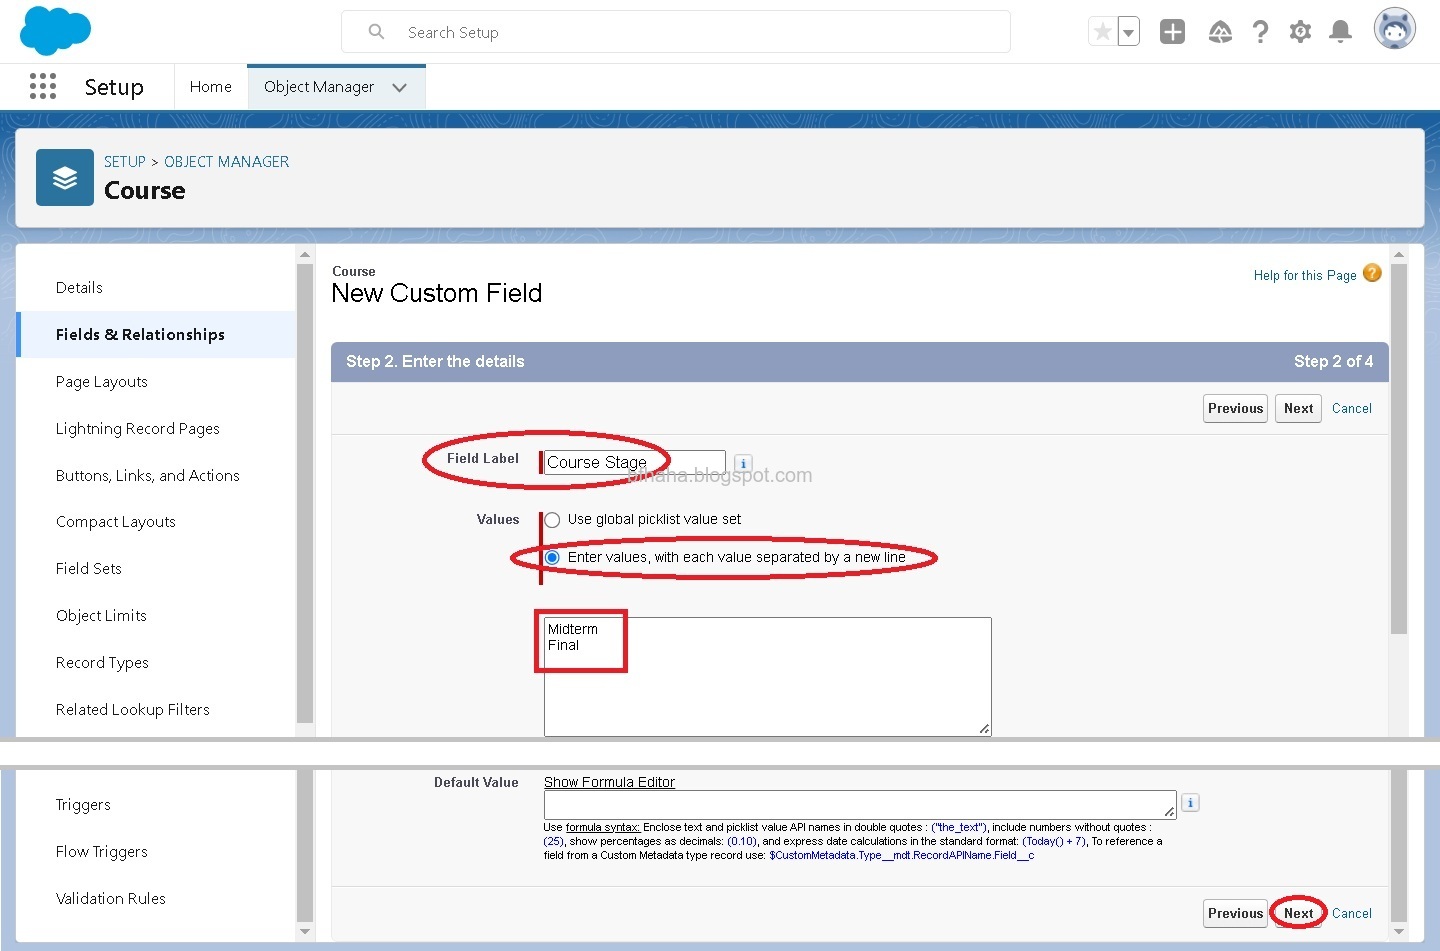 Search Setup
Setup
Home
Object Manager
SETUP > OBJECT MANAGER
Course
Details
Fields & Relationships
Page Layouts
Lightning Record Pages
Buttons, Links, and Actions
Compact Layouts
Field Sets
Object Limits
Record Types
Related Lookup Filters
Triggers
Flow Triggers
Validation Rules
Course
New Custom Field
Help for this Page
Step 2. Enter the details
Step 2 of 4
Previous
Next
Cancel
Field Label
Course Stage
bfhaha.blogspot.com
Values
Use global picklist value set
Enter values, with each value separated by a new line
Midterm
Final
Default Value
Show Formula Editor
Use formula syntax: Enclose text and picklist value API names in double quotes : ("the_text"), include numbers without quotes :
(25), show percentages as decimals: (0.10), and express date calculations in the standard format: (Today() + 7), To reference a
field from a Custom Metadata type record use: $CustomMetadata.Type__mdt.RecordAPIName.Field__c
Previous
Next
Cancel